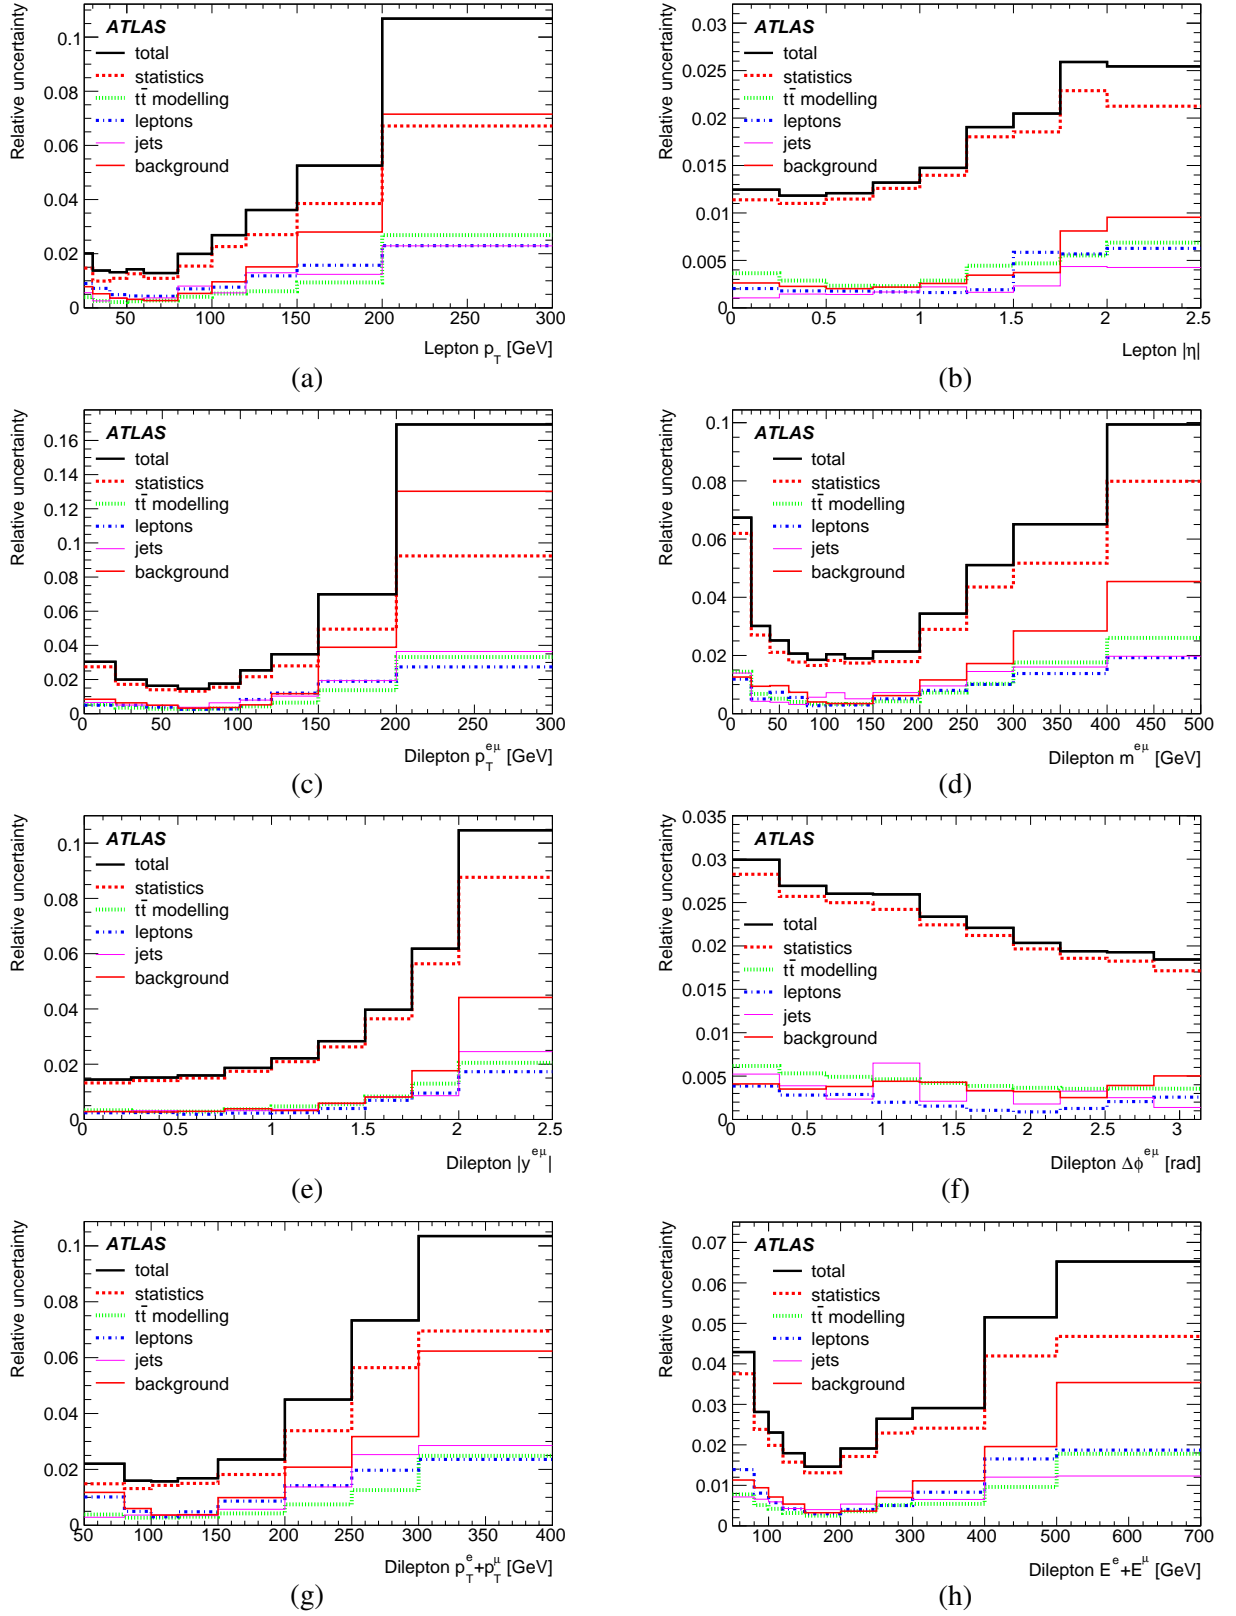 Relative uncertainty
ATLAS
total
statistics
tt̄ modelling
leptons
jets
background
0.1
0.08
0.06
0.04
0.02
0
50 100 150 200 250 300
Lepton p_T [GeV]
(a)
Relative uncertainty
ATLAS
total
statistics
tt̄ modelling
leptons
jets
background
0.03
0.025
0.02
0.015
0.01
0.005
0
0 0.5 1 1.5 2 2.5
Lepton |η|
(b)
Relative uncertainty
ATLAS
total
statistics
tt̄ modelling
leptons
jets
background
0.16
0.14
0.12
0.1
0.08
0.06
0.04
0.02
0
0 50 100 150 200 250 300
Dilepton p_T^{eμ} [GeV]
(c)
Relative uncertainty
ATLAS
total
statistics
tt̄ modelling
leptons
jets
background
0.1
0.08
0.06
0.04
0.02
0
0 50 100 150 200 250 300 350 400 450 500
Dilepton m^{eμ} [GeV]
(d)
Relative uncertainty
ATLAS
total
statistics
tt̄ modelling
leptons
jets
background
0.1
0.08
0.06
0.04
0.02
0
0 0.5 1 1.5 2 2.5
Dilepton |y^{eμ}|
(e)
Relative uncertainty
ATLAS
total
statistics
tt̄ modelling
leptons
jets
background
0.035
0.03
0.025
0.02
0.015
0.01
0.005
0
0 0.5 1 1.5 2 2.5 3
Dilepton Δϕ^{eμ} [rad]
(f)
Relative uncertainty
ATLAS
total
statistics
tt̄ modelling
leptons
jets
background
0.1
0.08
0.06
0.04
0.02
0
50 100 150 200 250 300 350 400
Dilepton p_T^e+p_T^μ [GeV]
(g)
Relative uncertainty
ATLAS
total
statistics
tt̄ modelling
leptons
jets
background
0.07
0.06
0.05
0.04
0.03
0.02
0.01
0
100 200 300 400 500 600 700
Dilepton E^e+E^μ [GeV]
(h)